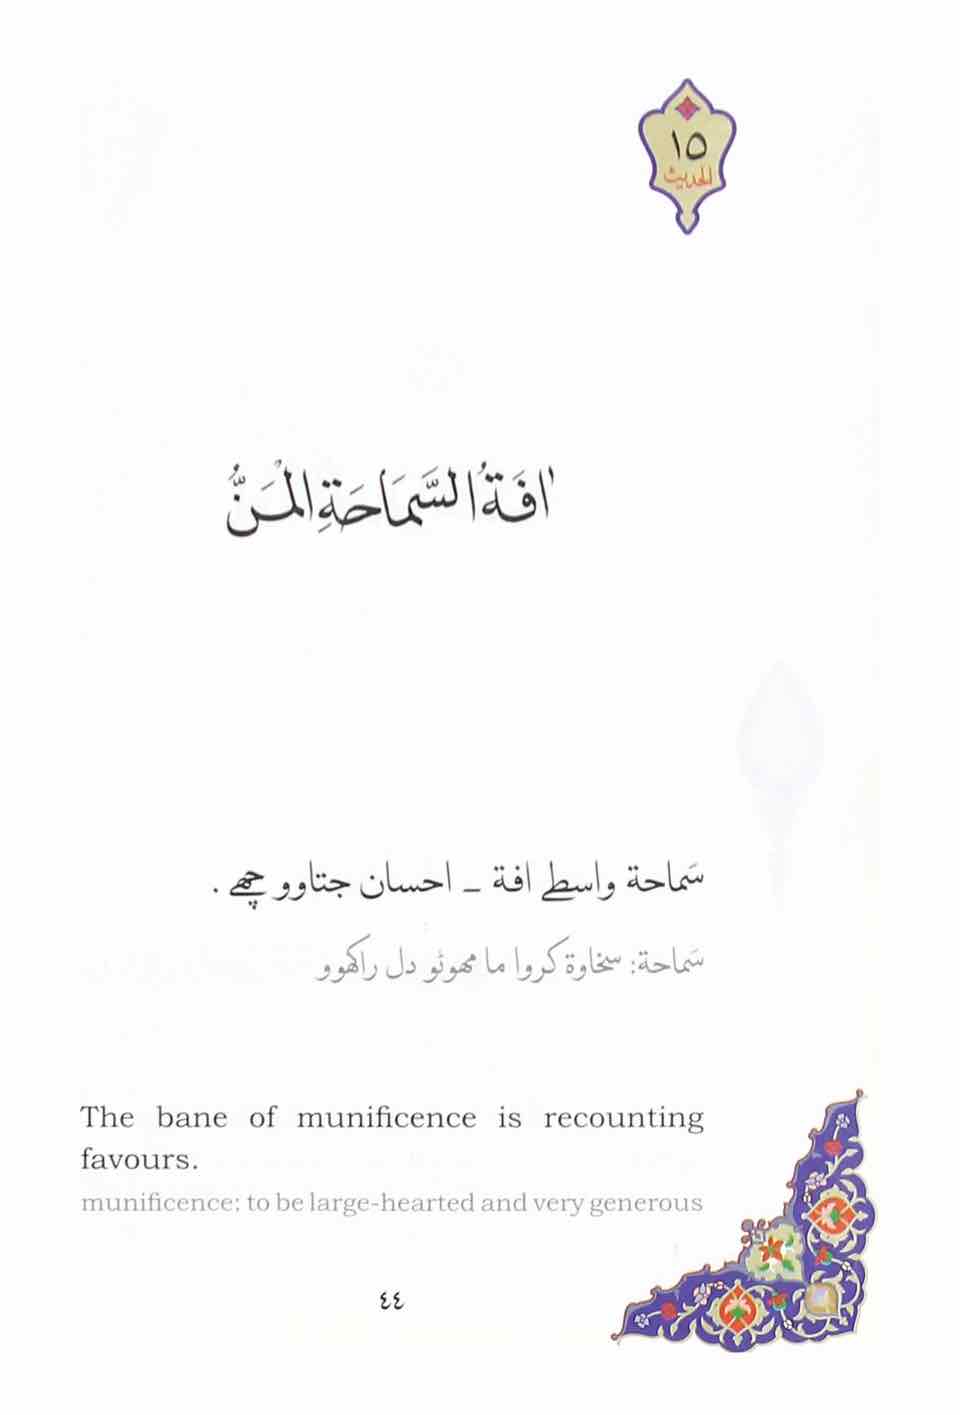 ١٥
الحديث
اٰفَةُ السَّمَاحَةِ الْمَنُّ
سَماحة واسطے افة ـ احسان جتاوو چھے .
سَماحة: سخاوة كروا ما مهوٹو دل راكهوو
The bane of munificence is recounting
favours.
munificence: to be large-hearted and very generous
٤٤